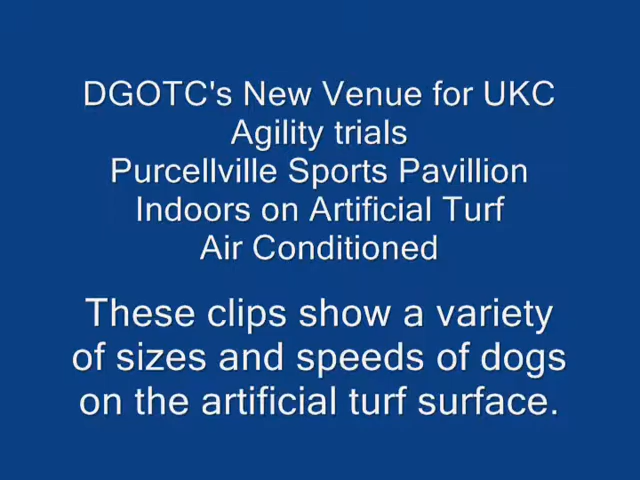 DGOTC's New Venue for UKC
Agility trials
Purcellville Sports Pavillion
Indoors on Artificial Turf
Air Conditioned
These clips show a variety
of sizes and speeds of dogs
on the artificial turf surface.